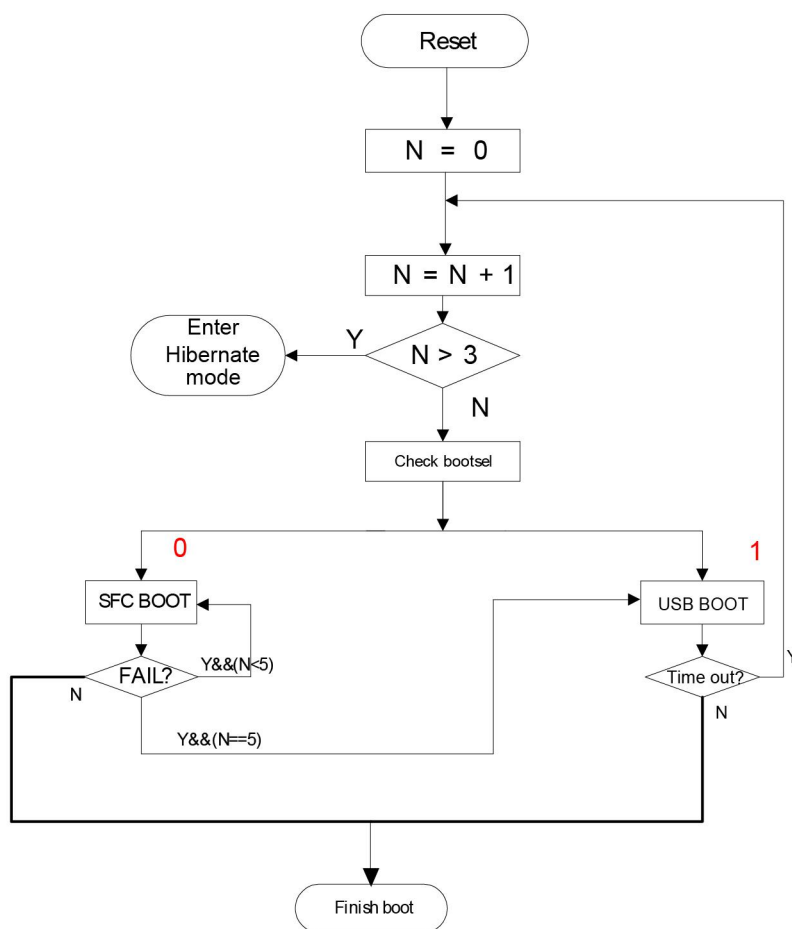 Reset
N = 0
N = N + 1
Enter
Hibernate
mode
Y
N > 3
N
Check bootsel
0
1
SFC BOOT
USB BOOT
FAIL?
Y&&(N<5)
N
Time out?
Y
N
Y&&(N==5)
Finish boot